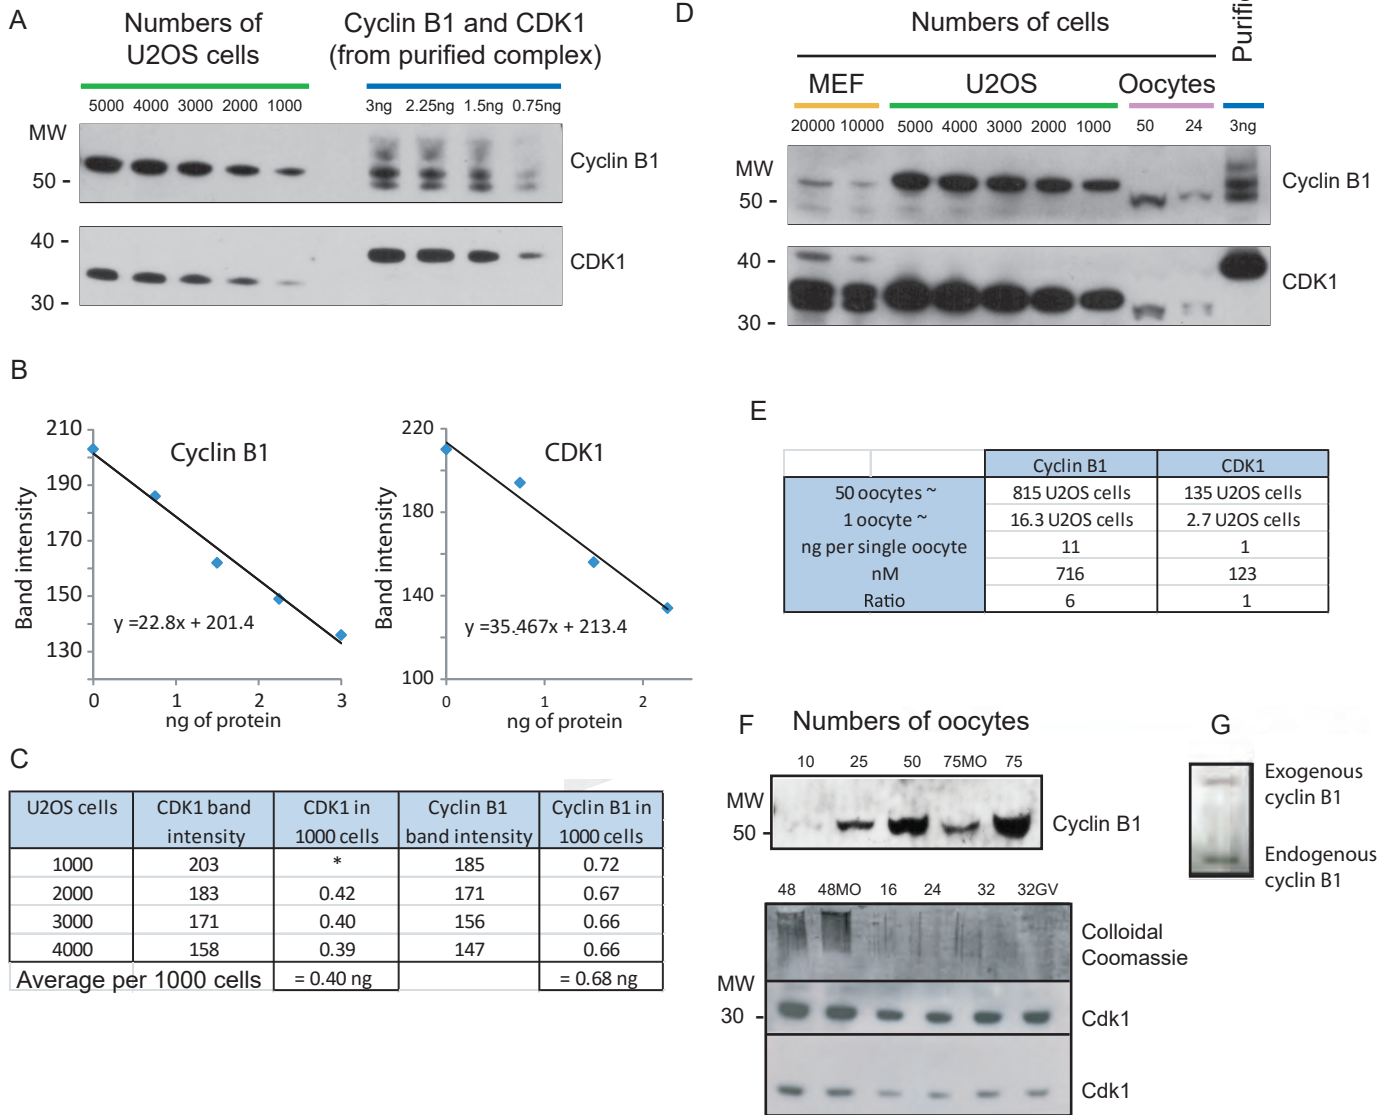 A
Numbers of
U2OS cells
Cyclin B1 and CDK1
(from purified complex)
5000 4000 3000 2000 1000 3ng 2.25ng 1.5ng 0.75ng
MW
50 -
Cyclin B1
40 -
30 -
CDK1
B
210
190
170
150
130
Band intensity
Cyclin B1
y =22.8x + 201.4
0 1 2 3
ng of protein
220
180
140
100
Band intensity
CDK1
y =35.467x + 213.4
0 1 2
ng of protein
C
U2OS cells CDK1 band intensity CDK1 in 1000 cells Cyclin B1 band intensity Cyclin B1 in 1000 cells
1000 203 * 185 0.72
2000 183 0.42 171 0.67
3000 171 0.40 156 0.66
4000 158 0.39 147 0.66
Average per 1000 cells = 0.40 ng = 0.68 ng
D
Numbers of cells
MEF U2OS Oocytes
20000 10000 5000 4000 3000 2000 1000 50 24 3ng
MW
50 -
Cyclin B1
40 -
30 -
CDK1
E
Cyclin B1 CDK1
50 oocytes ~ 815 U2OS cells 135 U2OS cells
1 oocyte ~ 16.3 U2OS cells 2.7 U2OS cells
ng per single oocyte 11 1
nM 716 123
Ratio 6 1
F
Numbers of oocytes
10 25 50 75MO 75
MW
50 -
Cyclin B1
48 48MO 16 24 32 32GV
Colloidal
Coomassie
MW
30 -
Cdk1
Cdk1
G
Exogenous
cyclin B1
Endogenous
cyclin B1